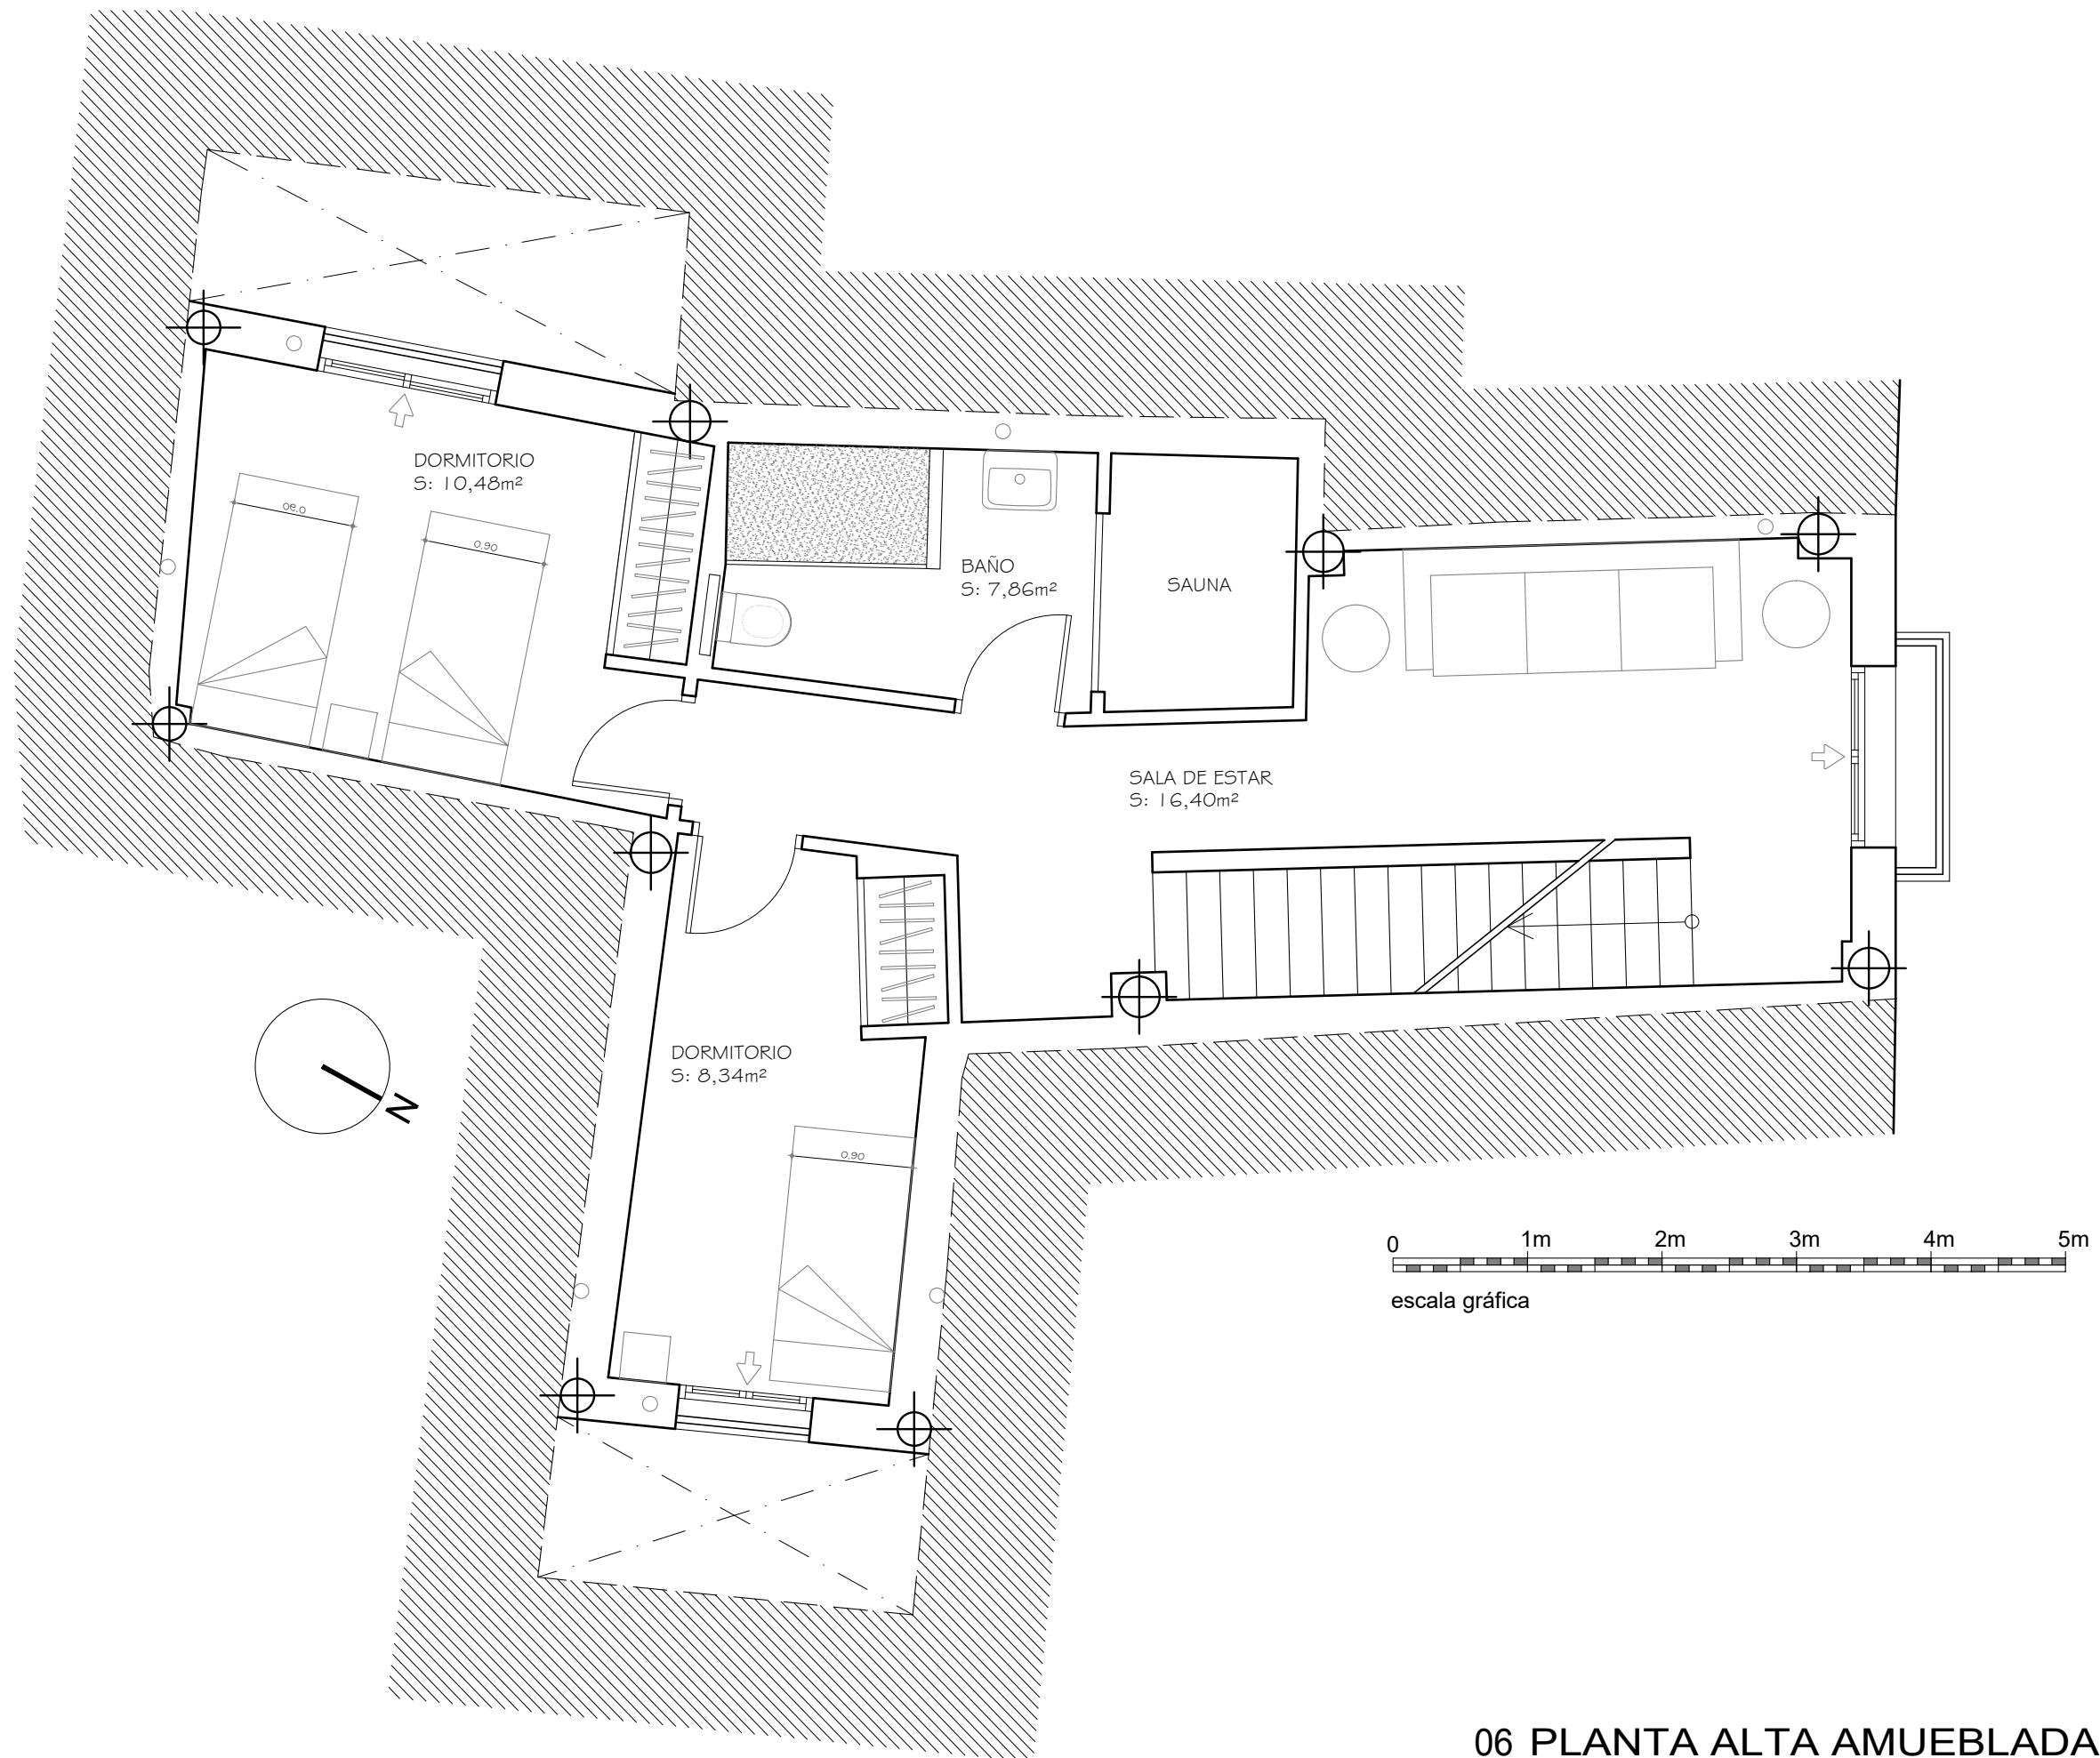 DORMITORIO
S: 10,48m²
0.90
0.90
BAÑO
S: 7,86m²
SAUNA
SALA DE ESTAR
S: 16,40m²
DORMITORIO
S: 8,34m²
N
0.90
0 1m 2m 3m 4m 5m
escala gráfica
06 PLANTA ALTA AMUEBLADA